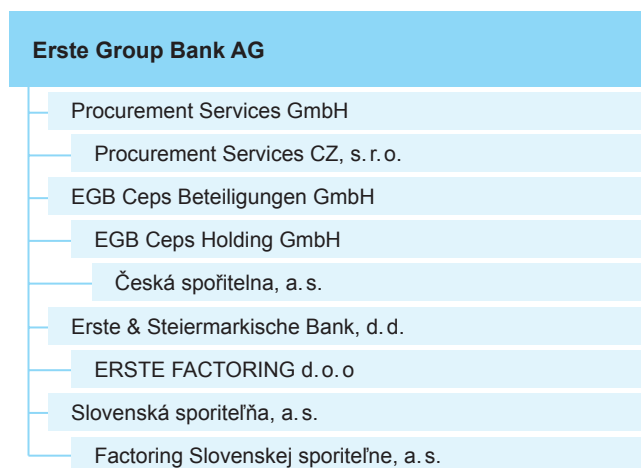 Erste Group Bank AG
Procurement Services GmbH
Procurement Services CZ, s. r. o.
EGB Ceps Beteiligungen GmbH
EGB Ceps Holding GmbH
Česká spořitelna, a. s.
Erste & Steiermarkische Bank, d. d.
ERSTE FACTORING d. o. o
Slovenská sporiteľňa, a. s.
Factoring Slovenskej sporiteľne, a. s.